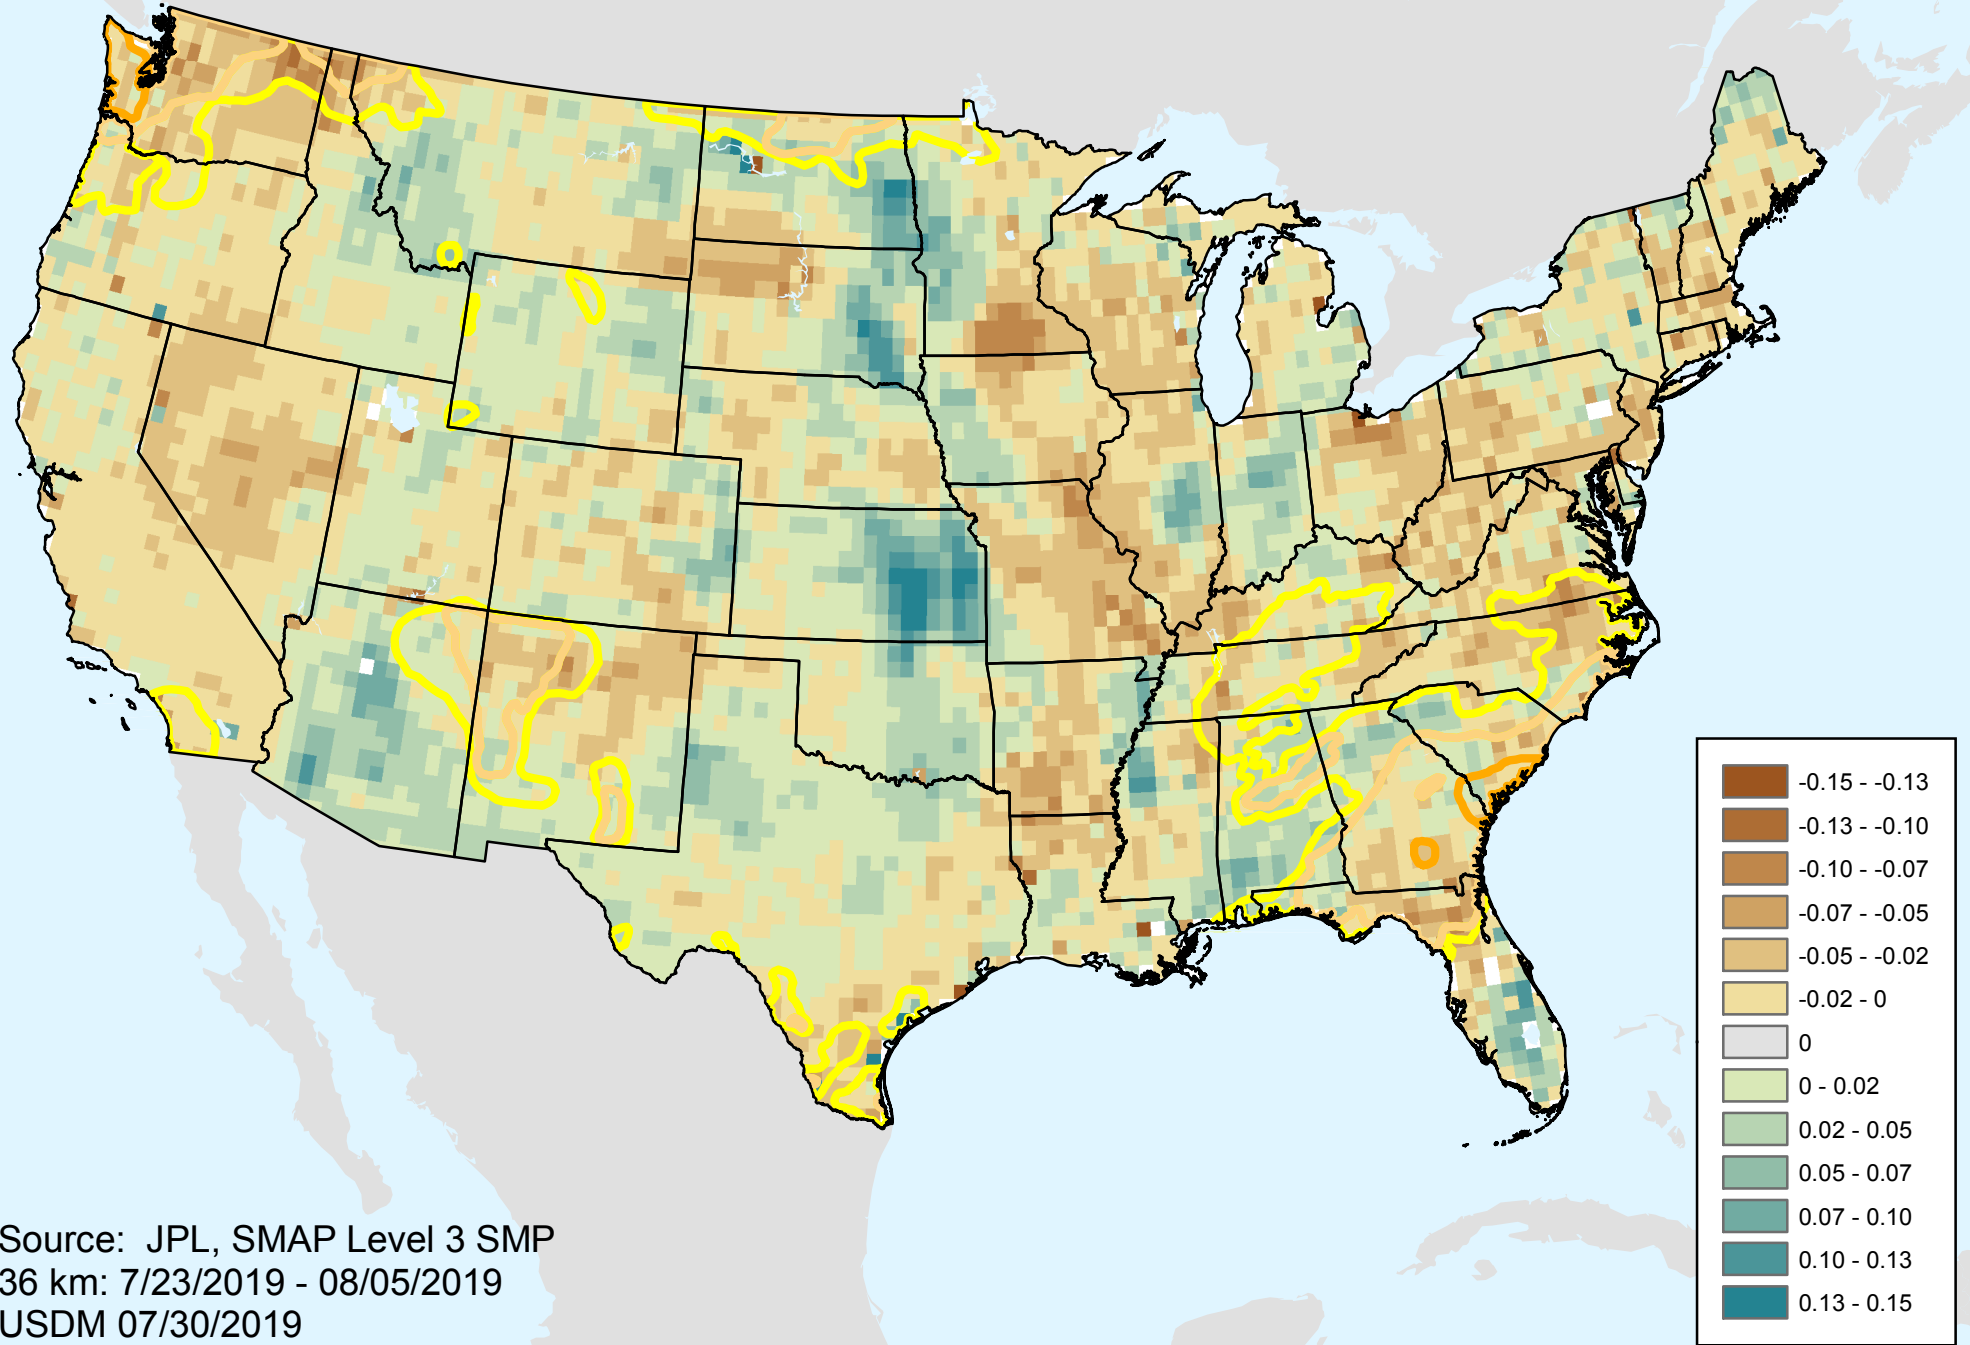 -0.15 - -0.13
-0.13 - -0.10
-0.10 - -0.07
-0.07 - -0.05
-0.05 - -0.02
-0.02 - 0
0
0 - 0.02
0.02 - 0.05
0.05 - 0.07
0.07 - 0.10
0.10 - 0.13
0.13 - 0.15
Source:  JPL, SMAP Level 3 SMP
36 km: 7/23/2019 - 08/05/2019
USDM 07/30/2019